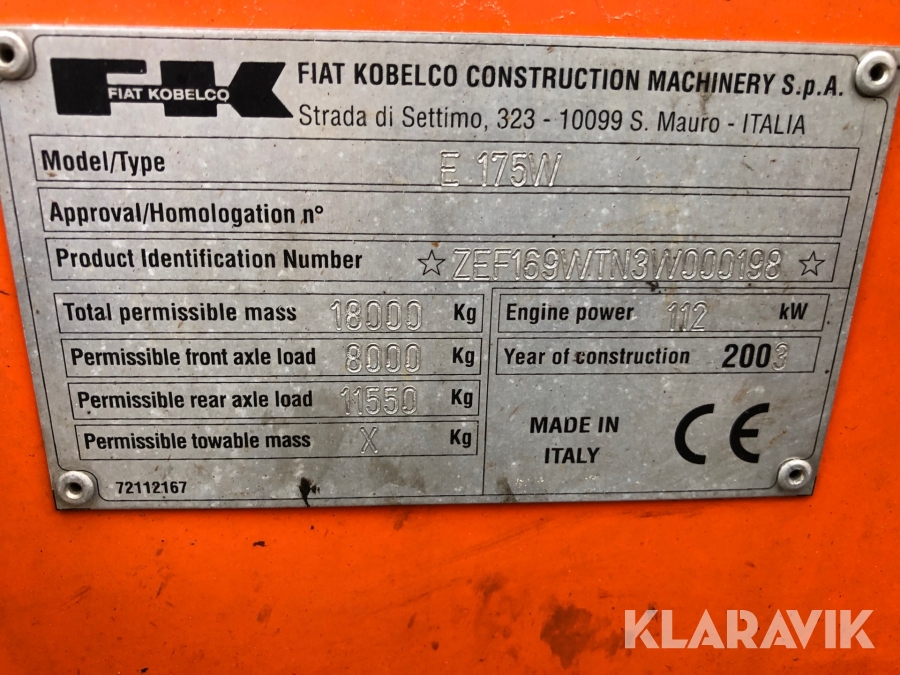 FIAT KOBELCO
FIAT KOBELCO CONSTRUCTION MACHINERY S.p.A.
Strada di Settimo, 323 - 10099 S. Mauro - ITALIA
Model/Type E 175W
Approval/Homologation n°
Product Identification Number ☆ ZEF169WTN3W000198 ☆
Total permissible mass 18000 Kg
Engine power 112 kW
Permissible front axle load 8000 Kg
Year of construction 2003
Permissible rear axle load 11550 Kg
Permissible towable mass X Kg
MADE IN
ITALY
CE
72112167
KLARAVIK